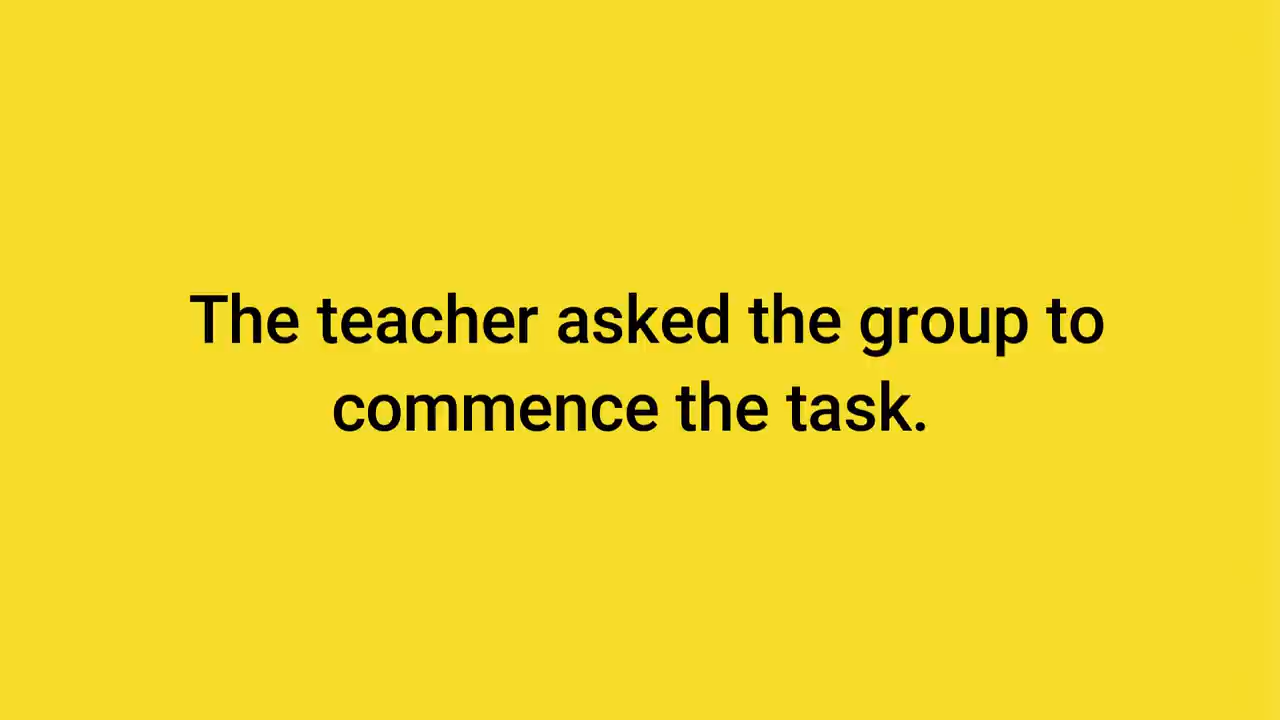 The teacher asked the group to
commence the task.